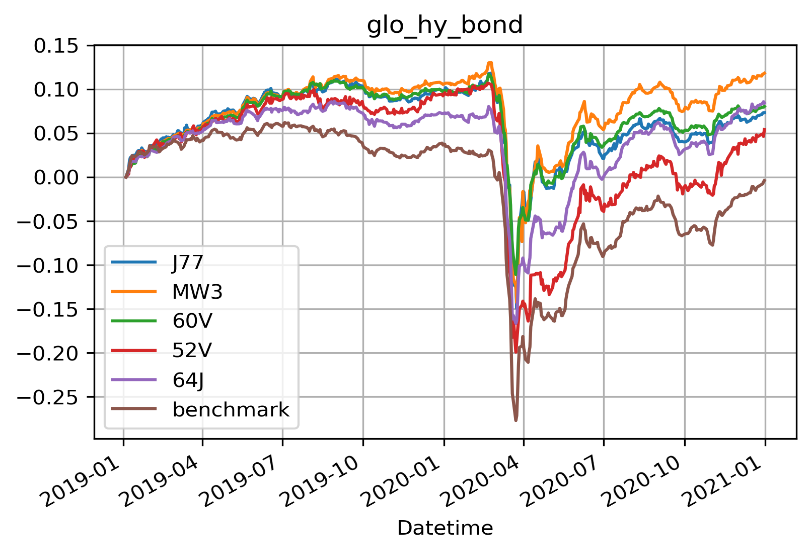 glo_hy_bond
0.15
0.10
0.05
0.00
−0.05
−0.10
−0.15
−0.20
−0.25
J77
MW3
60V
52V
64J
benchmark
2019-01
2019-04
2019-07
2019-10
2020-01
2020-04
2020-07
2020-10
2021-01
Datetime